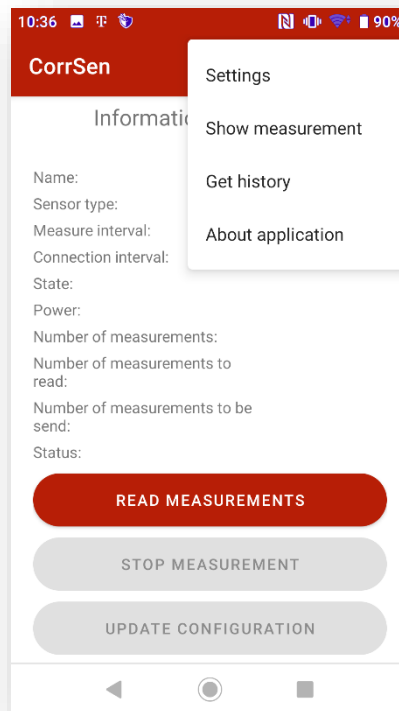 10:36 90%
CorrSen
Settings
Informatio
Show measurement
Get history
About application
Name:
Sensor type:
Measure interval:
Connection interval:
State:
Power:
Number of measurements:
Number of measurements to
read:
Number of measurements to be
send:
Status:
READ MEASUREMENTS
STOP MEASUREMENT
UPDATE CONFIGURATION